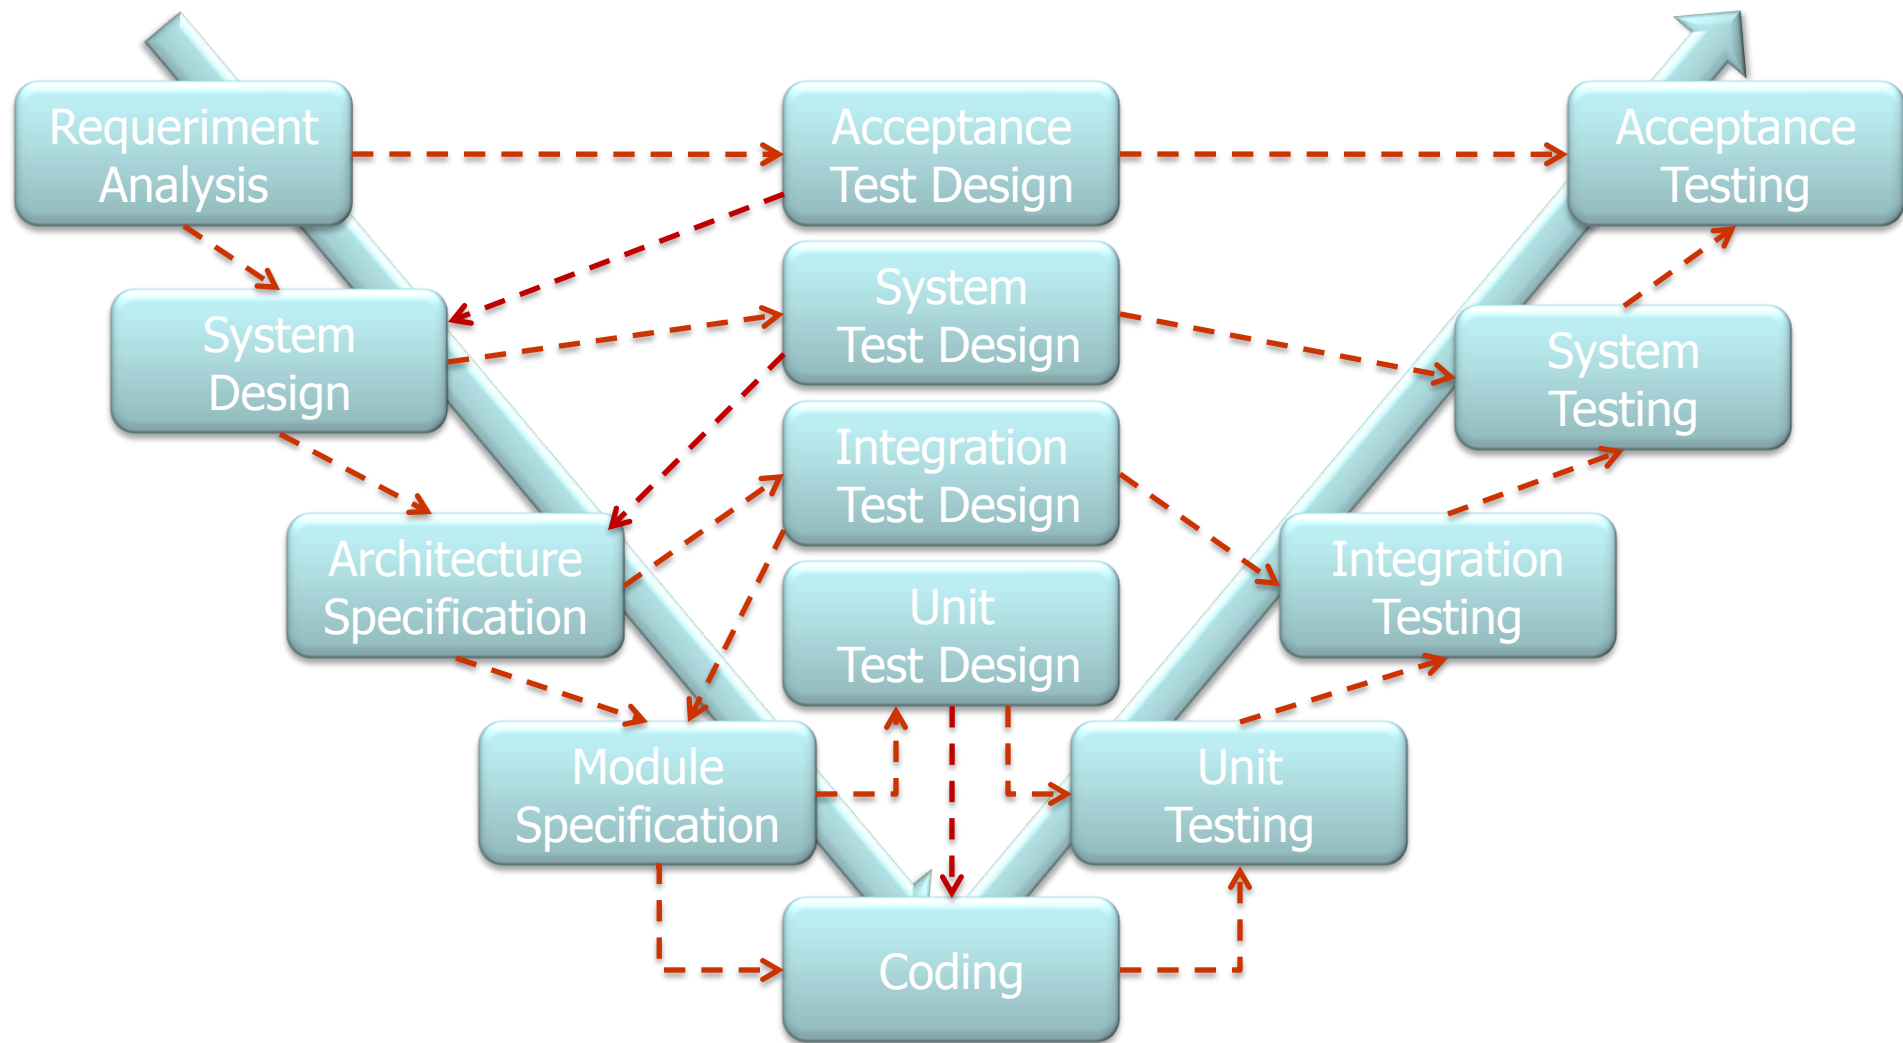 Requeriment
Analysis
Acceptance
Test Design
Acceptance
Testing
System
Design
System
Test Design
System
Testing
Architecture
Specification
Integration
Test Design
Integration
Testing
Unit
Test Design
Module
Specification
Unit
Testing
Coding